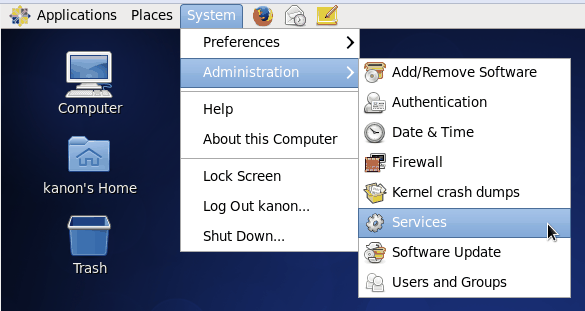 Applications Places System
Preferences
Administration
Help
About this Computer
Lock Screen
Log Out kanon...
Shut Down...
Add/Remove Software
Authentication
Date & Time
Firewall
Kernel crash dumps
Services
Software Update
Users and Groups
Computer
kanon's Home
Trash